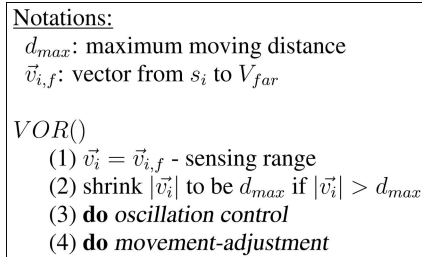 Notations:
d_max: maximum moving distance
v⃗_i,f: vector from s_i to V_far
VOR()
(1) v⃗_i = v⃗_i,f - sensing range
(2) shrink |v⃗_i| to be d_max if |v⃗_i| > d_max
(3) do oscillation control
(4) do movement-adjustment